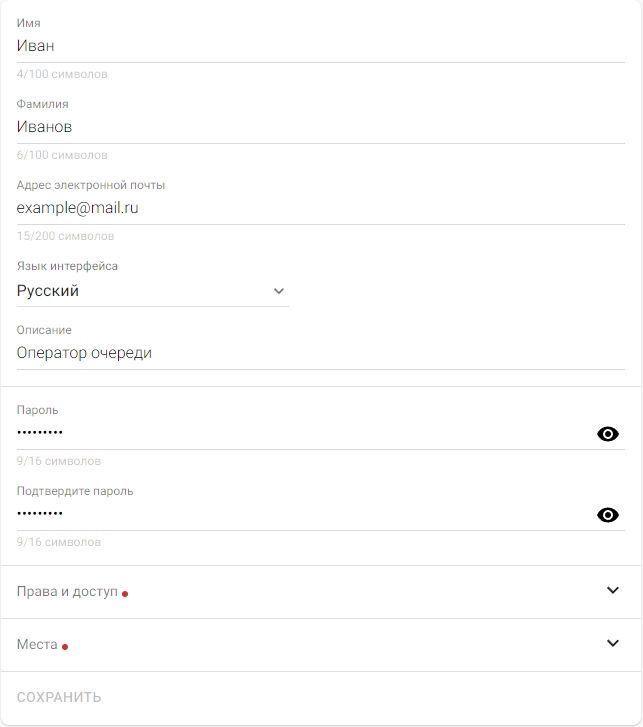 Имя
Иван
4/100 символов
Фамилия
Иванов
6/100 символов
Адрес электронной почты
example@mail.ru
15/200 символов
Язык интерфейса
Русский
Описание
Оператор очереди
Пароль
•••••••••
9/16 символов
Подтвердите пароль
•••••••••
9/16 символов
Права и доступ
Места
СОХРАНИТЬ